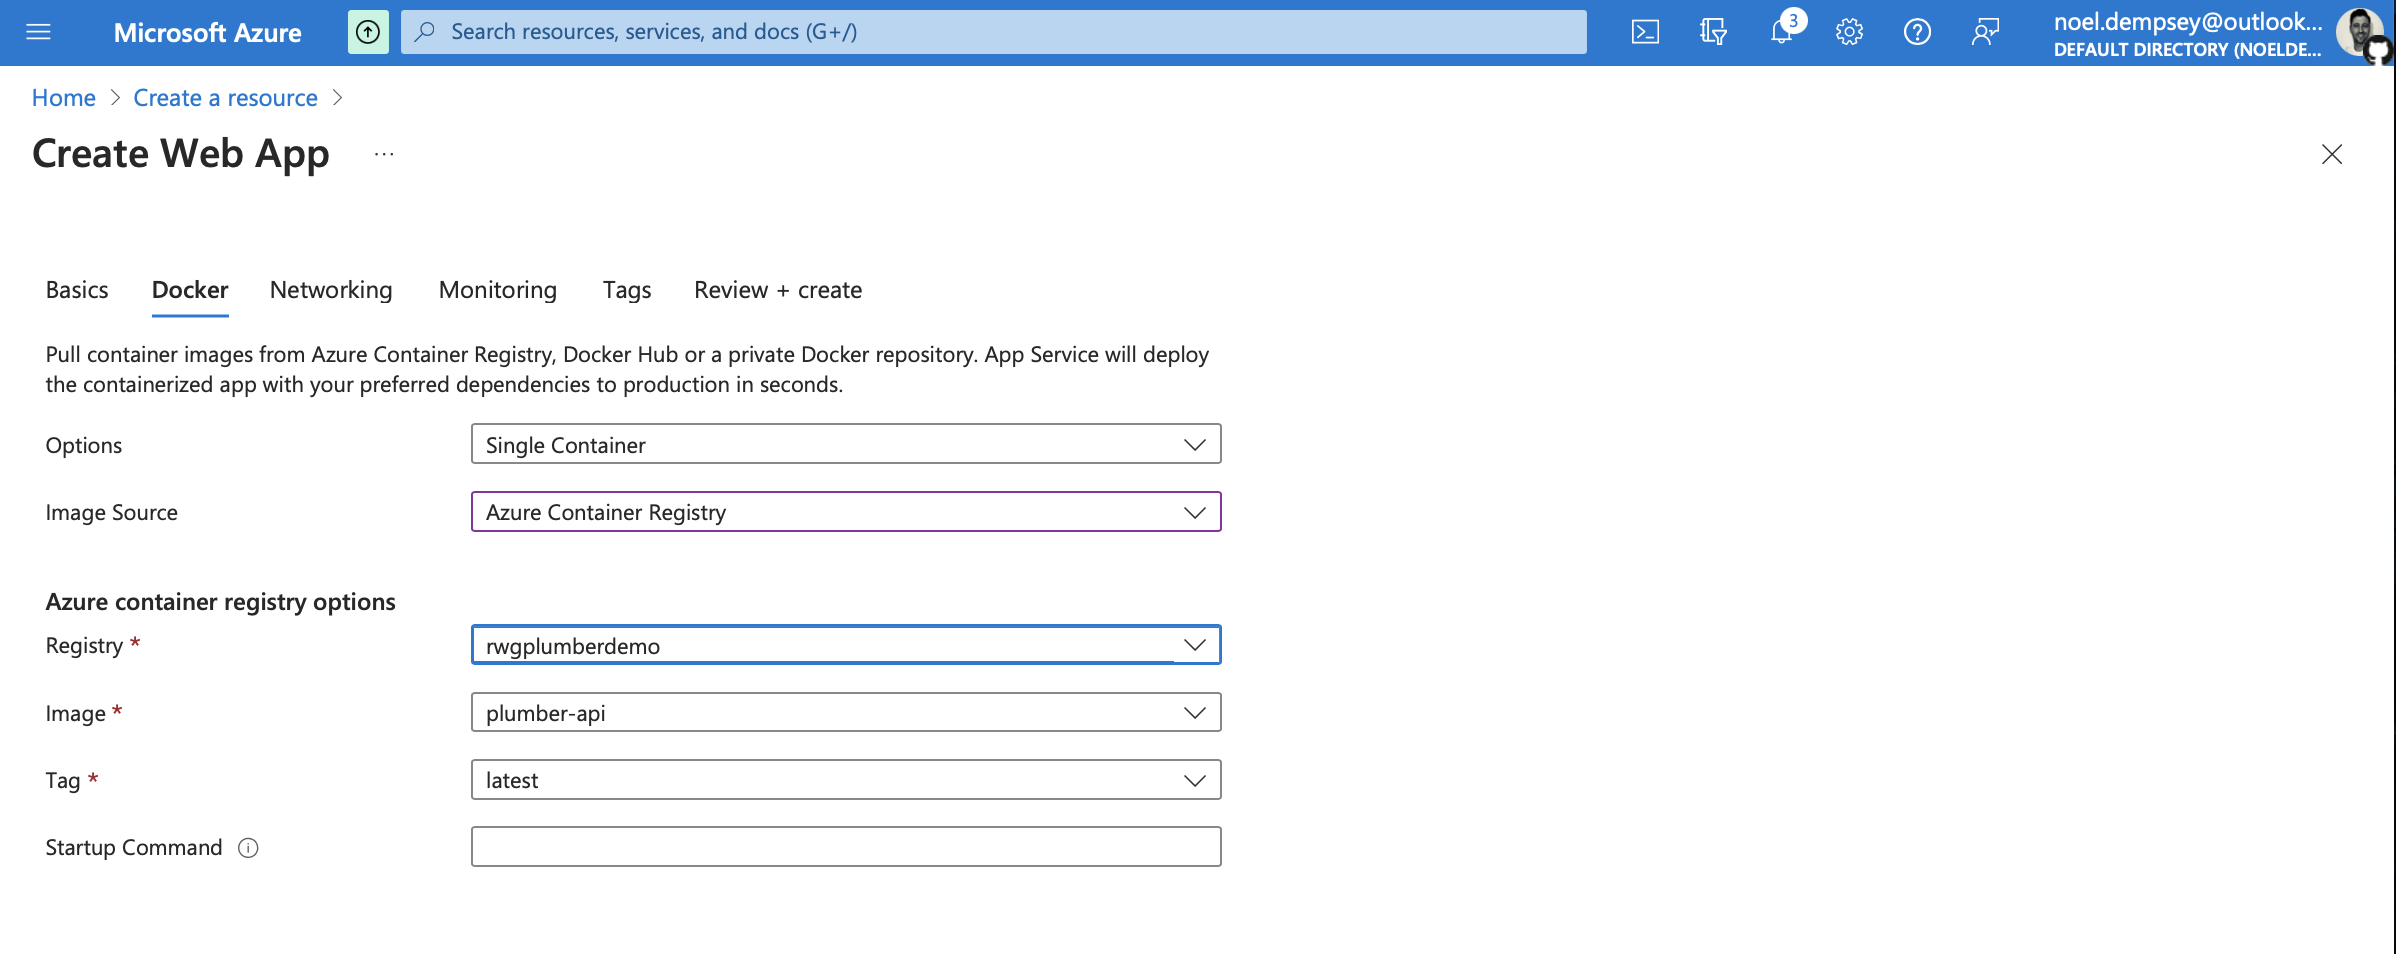 Microsoft Azure
Search resources, services, and docs (G+/)
3
noel.dempsey@outlook...
DEFAULT DIRECTORY (NOELDE...
Home > Create a resource >
Create Web App ...
Basics Docker Networking Monitoring Tags Review + create
Pull container images from Azure Container Registry, Docker Hub or a private Docker repository. App Service will deploy
the containerized app with your preferred dependencies to production in seconds.
Options Single Container
Image Source Azure Container Registry
Azure container registry options
Registry * rwgplumberdemo
Image * plumber-api
Tag * latest
Startup Command